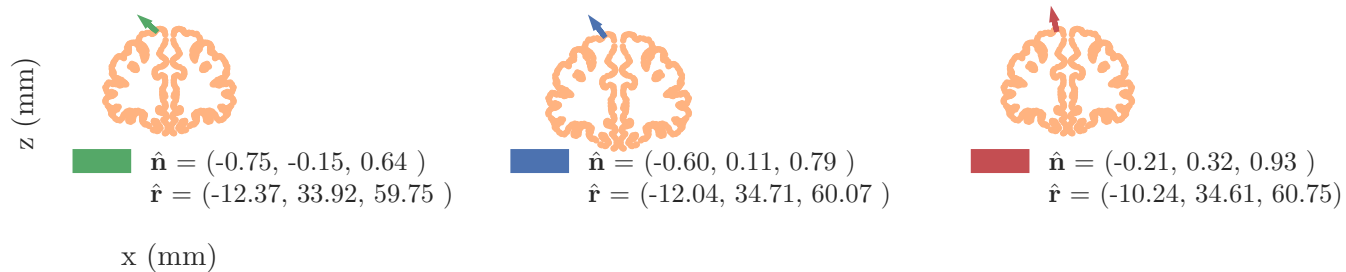 z (mm)
n̂ = (-0.75, -0.15, 0.64 )
r̂ = (-12.37, 33.92, 59.75 )
n̂ = (-0.60, 0.11, 0.79 )
r̂ = (-12.04, 34.71, 60.07 )
n̂ = (-0.21, 0.32, 0.93 )
r̂ = (-10.24, 34.61, 60.75)
x (mm)